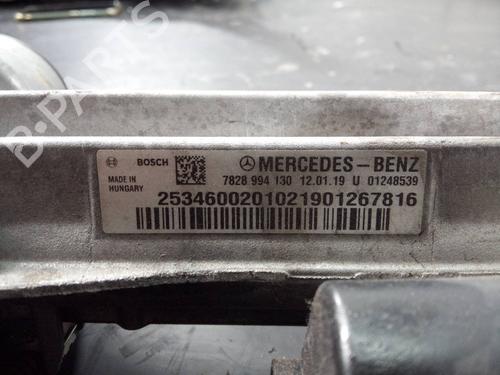 BOSCH
MERCEDES-BENZ
MADE IN
HUNGARY
7828 994 130 12.01.19 U 01248539
2534600201021901267816
B-PARTS